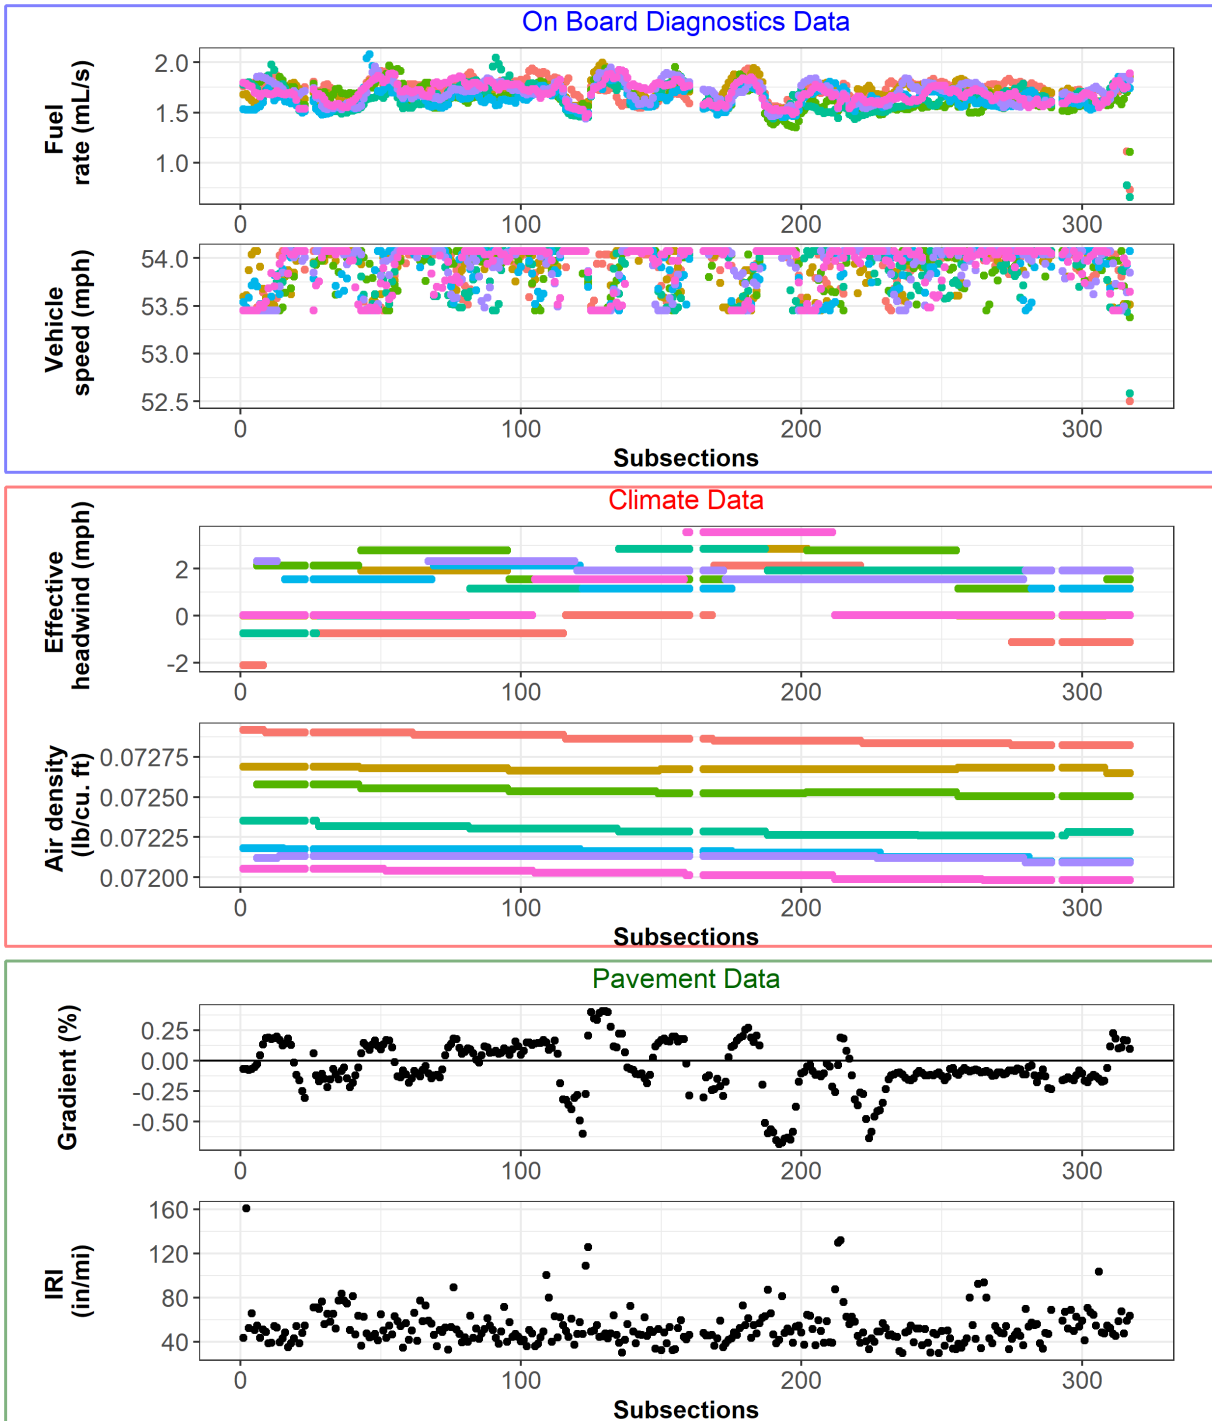 On Board Diagnostics Data
Fuel
rate (mL/s)
2.0
1.5
1.0
0 100 200 300
Vehicle
speed (mph)
54.0
53.5
53.0
52.5
0 100 200 300
Subsections
Climate Data
Effective
headwind (mph)
2
0
-2
0 100 200 300
Air density
(lb/cu. ft)
0.07275
0.07250
0.07225
0.07200
0 100 200 300
Subsections
Pavement Data
Gradient (%)
0.25
0.00
-0.25
-0.50
0 100 200 300
IRI
(in/mi)
160
120
80
40
0 100 200 300
Subsections